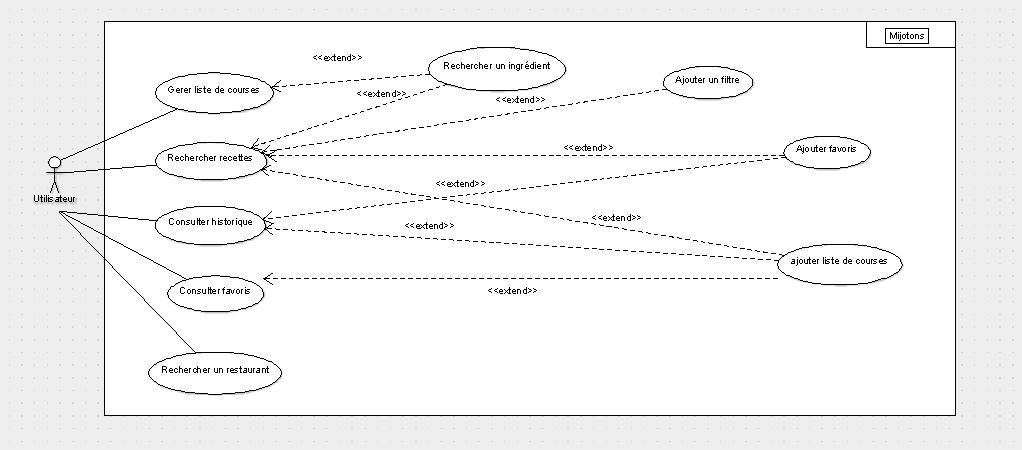 Mijotons
<<extend>>
Rechercher un ingrédient
Gerer liste de courses
<<extend>>
Ajouter un filtre
<<extend>>
Rechercher recettes
<<extend>>
Ajouter favoris
<<extend>>
Utilisateur
Consulter historique
<<extend>>
<<extend>>
ajouter liste de courses
Consulter favoris
<<extend>>
Rechercher un restaurant